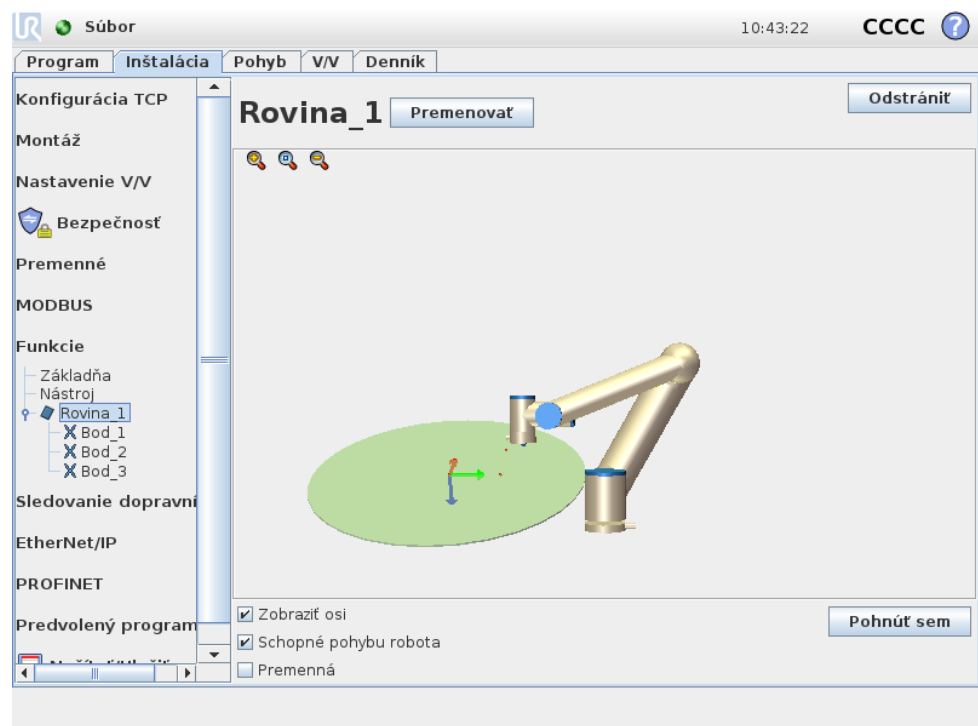 UR Súbor 10:43:22 CCCC ?
Program Inštalácia Pohyb V/V Denník
Konfigurácia TCP
Montáž
Nastavenie V/V
Bezpečnosť
Premenné
MODBUS
Funkcie
Základňa
Nástroj
Rovina_1
Bod_1
Bod_2
Bod_3
Sledovanie dopravní
EtherNet/IP
PROFINET
Predvolený program
Rovina_1 Premenovať Odstrániť
Zobraziť osi
Schopné pohybu robota
Premenná
Pohnúť sem